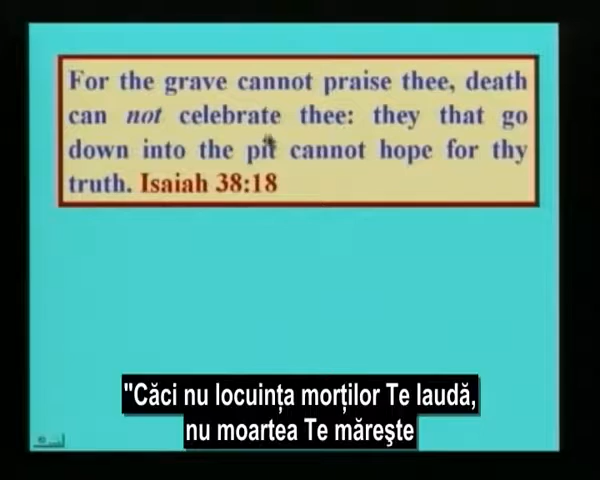 For the grave cannot praise thee, death
can not celebrate thee: they that go
down into the pit cannot hope for thy
truth. Isaiah 38:18
"Căci nu locuința morților Te laudă,
nu moartea Te mărește